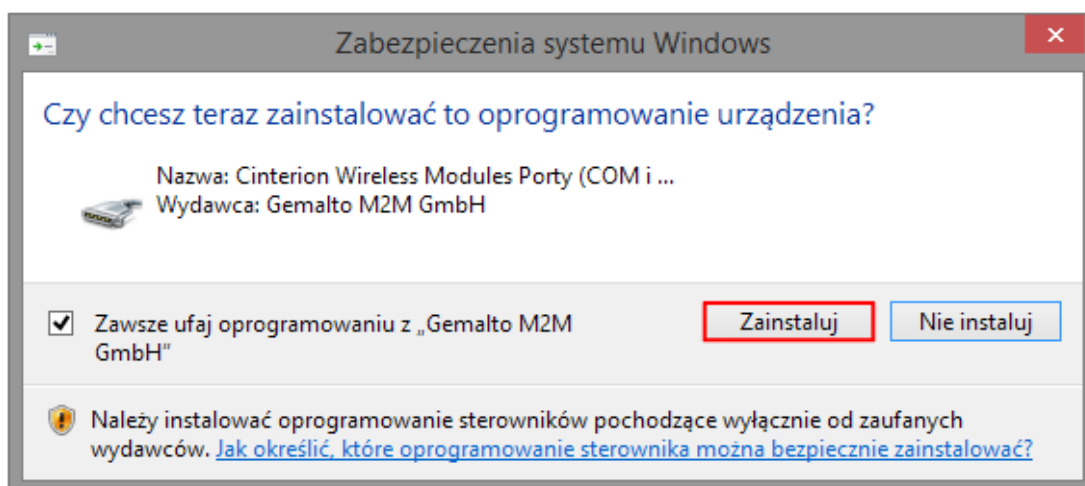 Zabezpieczenia systemu Windows
Czy chcesz teraz zainstalować to oprogramowanie urządzenia?
Nazwa: Cinterion Wireless Modules Porty (COM i ...
Wydawca: Gemalto M2M GmbH
Zawsze ufaj oprogramowaniu z „Gemalto M2M
GmbH”
Zainstaluj
Nie instaluj
Należy instalować oprogramowanie sterowników pochodzące wyłącznie od zaufanych
wydawców. Jak określić, które oprogramowanie sterownika można bezpiecznie zainstalować?